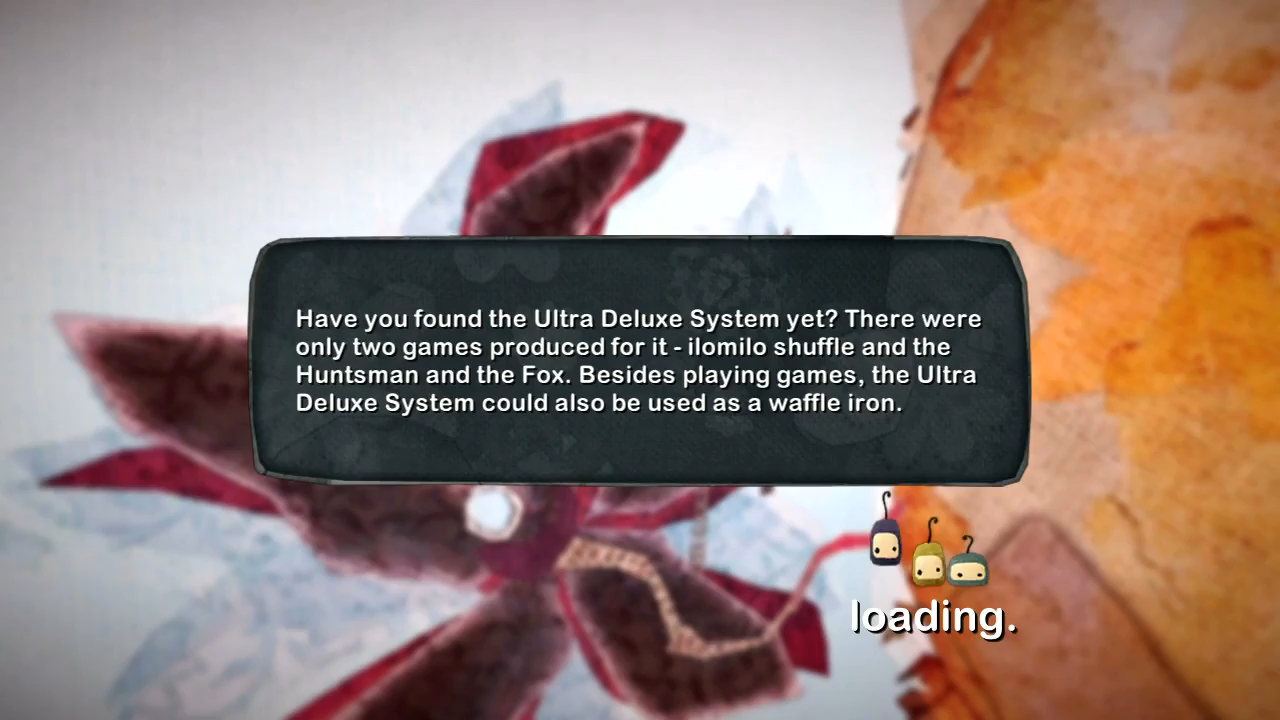 Have you found the Ultra Deluxe System yet? There were
only two games produced for it - ilomilo shuffle and the
Huntsman and the Fox. Besides playing games, the Ultra
Deluxe System could also be used as a waffle iron.
loading.